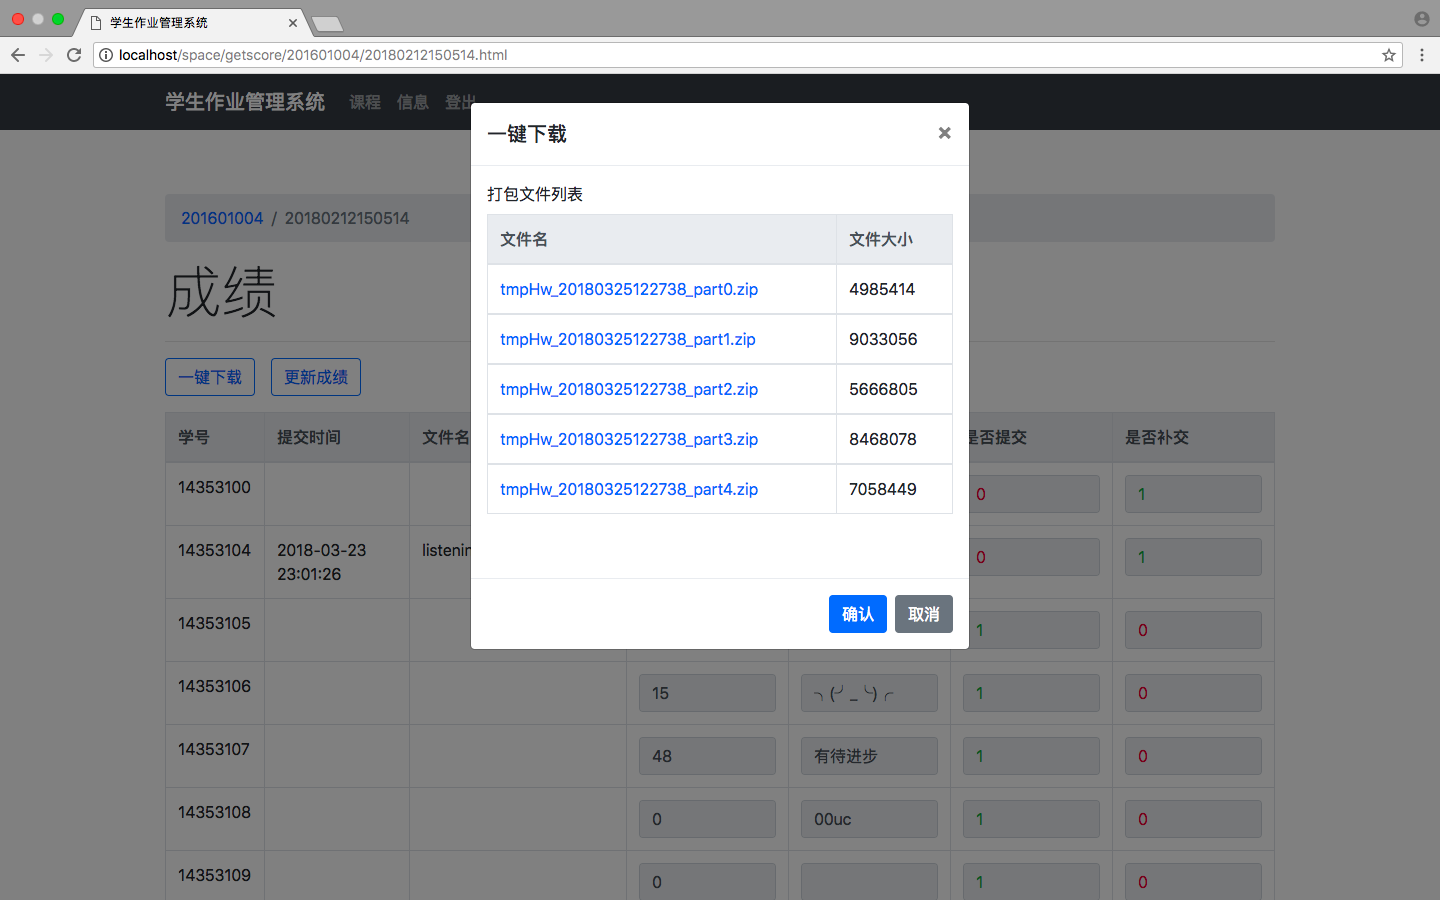 学生作业管理系统
localhost/space/getscore/201601004/20180212150514.html
学生作业管理系统 课程 信息 登出
一键下载
打包文件列表
文件名 文件大小
tmpHw_20180325122738_part0.zip 4985414
tmpHw_20180325122738_part1.zip 9033056
tmpHw_20180325122738_part2.zip 5666805
tmpHw_20180325122738_part3.zip 8468078
tmpHw_20180325122738_part4.zip 7058449
确认 取消
201601004 / 20180212150514
成绩
一键下载 更新成绩
学号 提交时间 文件名 是否提交 是否补交
14353100 0 1
14353104 2018-03-23 0 1
23:01:26
14353105 1 0
14353106 15 ╮(╯_╰)╭ 1 0
14353107 48 有待进步 1 0
14353108 0 00uc 1 0
14353109 0 1 0